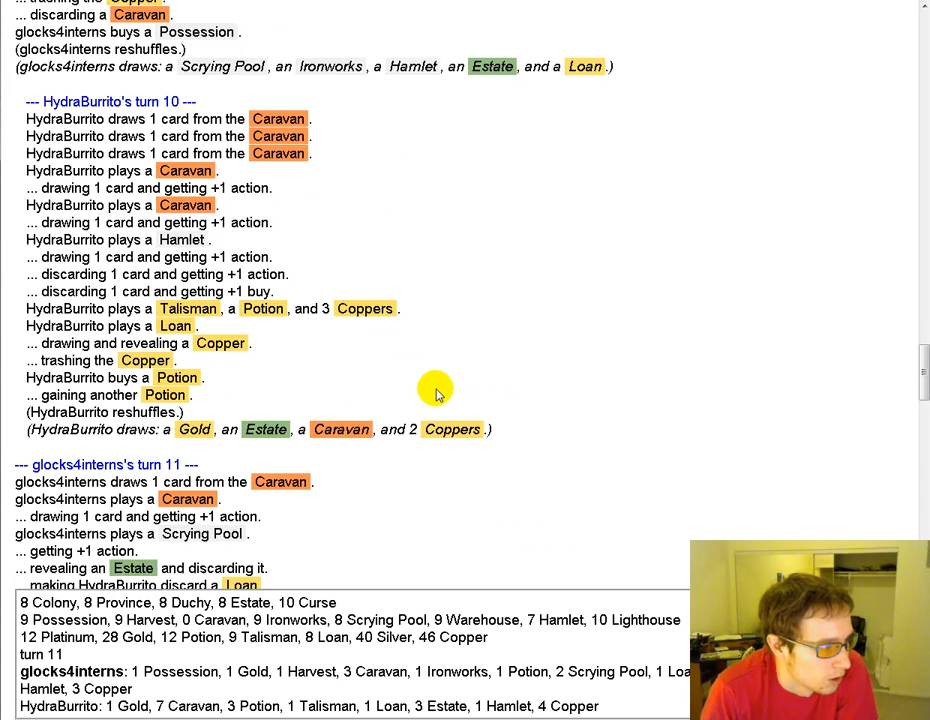 ... trashing the Copper.
... discarding a Caravan.
glocks4interns buys a Possession.
(glocks4interns reshuffles.)
(glocks4interns draws: a Scrying Pool, an Ironworks, a Hamlet, an Estate, and a Loan.)
--- HydraBurrito's turn 10 ---
HydraBurrito draws 1 card from the Caravan.
HydraBurrito draws 1 card from the Caravan.
HydraBurrito draws 1 card from the Caravan.
HydraBurrito plays a Caravan.
... drawing 1 card and getting +1 action.
HydraBurrito plays a Caravan.
... drawing 1 card and getting +1 action.
HydraBurrito plays a Hamlet.
... drawing 1 card and getting +1 action.
... discarding 1 card and getting +1 action.
... discarding 1 card and getting +1 buy.
HydraBurrito plays a Talisman, a Potion, and 3 Coppers.
HydraBurrito plays a Loan.
... drawing and revealing a Copper.
... trashing the Copper.
HydraBurrito buys a Potion.
... gaining another Potion.
(HydraBurrito reshuffles.)
(HydraBurrito draws: a Gold, an Estate, a Caravan, and 2 Coppers.)
--- glocks4interns's turn 11 ---
glocks4interns draws 1 card from the Caravan.
glocks4interns plays a Caravan.
... drawing 1 card and getting +1 action.
glocks4interns plays a Scrying Pool.
... getting +1 action.
... revealing an Estate and discarding it.
... making HydraBurrito discard a Loan
8 Colony, 8 Province, 8 Duchy, 8 Estate, 10 Curse
9 Possession, 9 Harvest, 0 Caravan, 9 Ironworks, 8 Scrying Pool, 9 Warehouse, 7 Hamlet, 10 Lighthouse
12 Platinum, 28 Gold, 12 Potion, 9 Talisman, 8 Loan, 40 Silver, 46 Copper
turn 11
glocks4interns: 1 Possession, 1 Gold, 1 Harvest, 3 Caravan, 1 Ironworks, 1 Potion, 2 Scrying Pool, 1 Loa
Hamlet, 3 Copper
HydraBurrito: 1 Gold, 7 Caravan, 3 Potion, 1 Talisman, 1 Loan, 3 Estate, 1 Hamlet, 4 Copper